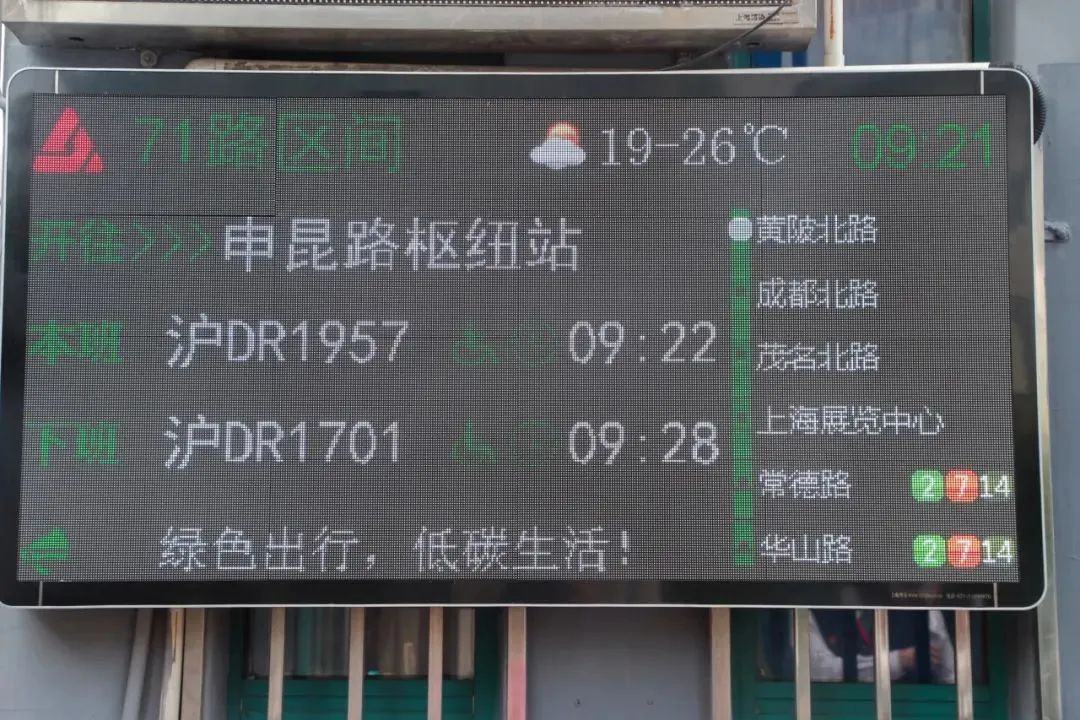 71路区间 19-26℃ 09:21
开往>>> 申昆路枢纽站
本班 沪DR1957 09:22
下班 沪DR1701 09:28
绿色出行，低碳生活！
黄陂北路
成都北路
茂名北路
上海展览中心
常德路 2 7 14
华山路 2 7 14